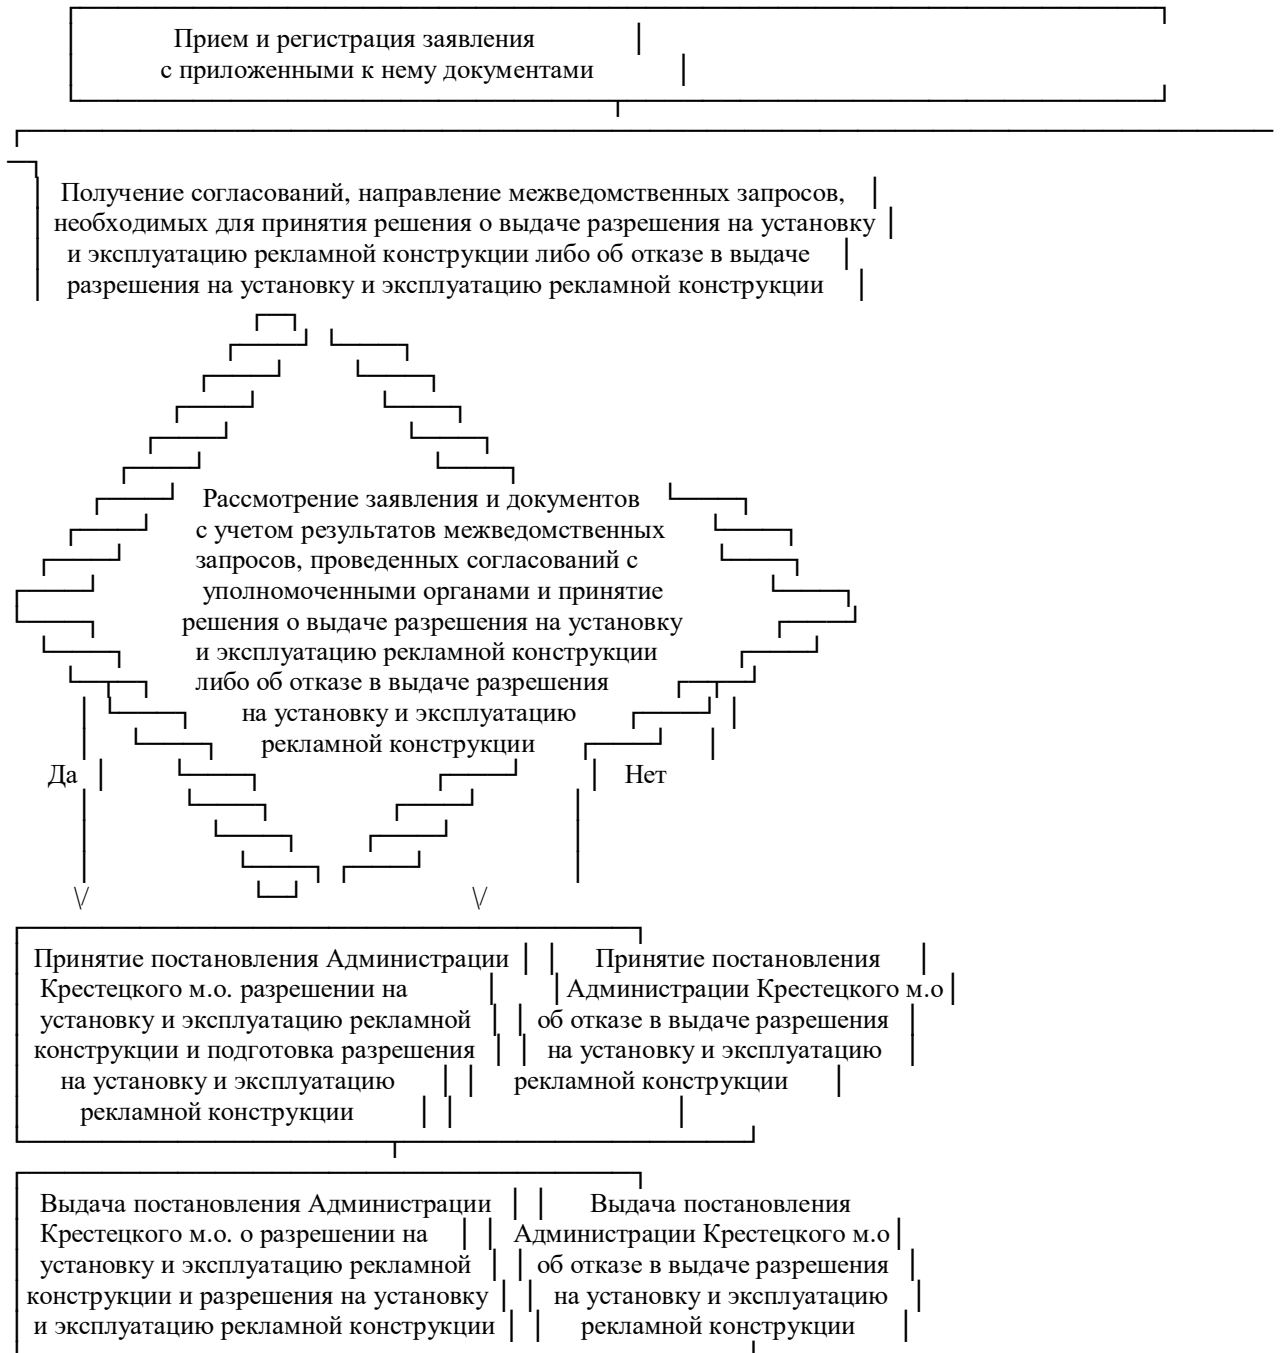 Прием и регистрация заявления
с приложенными к нему документами
Получение согласований, направление межведомственных запросов,
необходимых для принятия решения о выдаче разрешения на установку
и эксплуатацию рекламной конструкции либо об отказе в выдаче
разрешения на установку и эксплуатацию рекламной конструкции
Рассмотрение заявления и документов
с учетом результатов межведомственных
запросов, проведенных согласований с
уполномоченными органами и принятие
решения о выдаче разрешения на установку
и эксплуатацию рекламной конструкции
либо об отказе в выдаче разрешения
на установку и эксплуатацию
рекламной конструкции
Да Нет
Принятие постановления Администрации
Крестецкого м.о. разрешении на
установку и эксплуатацию рекламной
конструкции и подготовка разрешения
на установку и эксплуатацию
рекламной конструкции
Принятие постановления
Администрации Крестецкого м.о
об отказе в выдаче разрешения
на установку и эксплуатацию
рекламной конструкции
Выдача постановления Администрации
Крестецкого м.о. о разрешении на
установку и эксплуатацию рекламной
конструкции и разрешения на установку
и эксплуатацию рекламной конструкции
Выдача постановления
Администрации Крестецкого м.о
об отказе в выдаче разрешения
на установку и эксплуатацию
рекламной конструкции